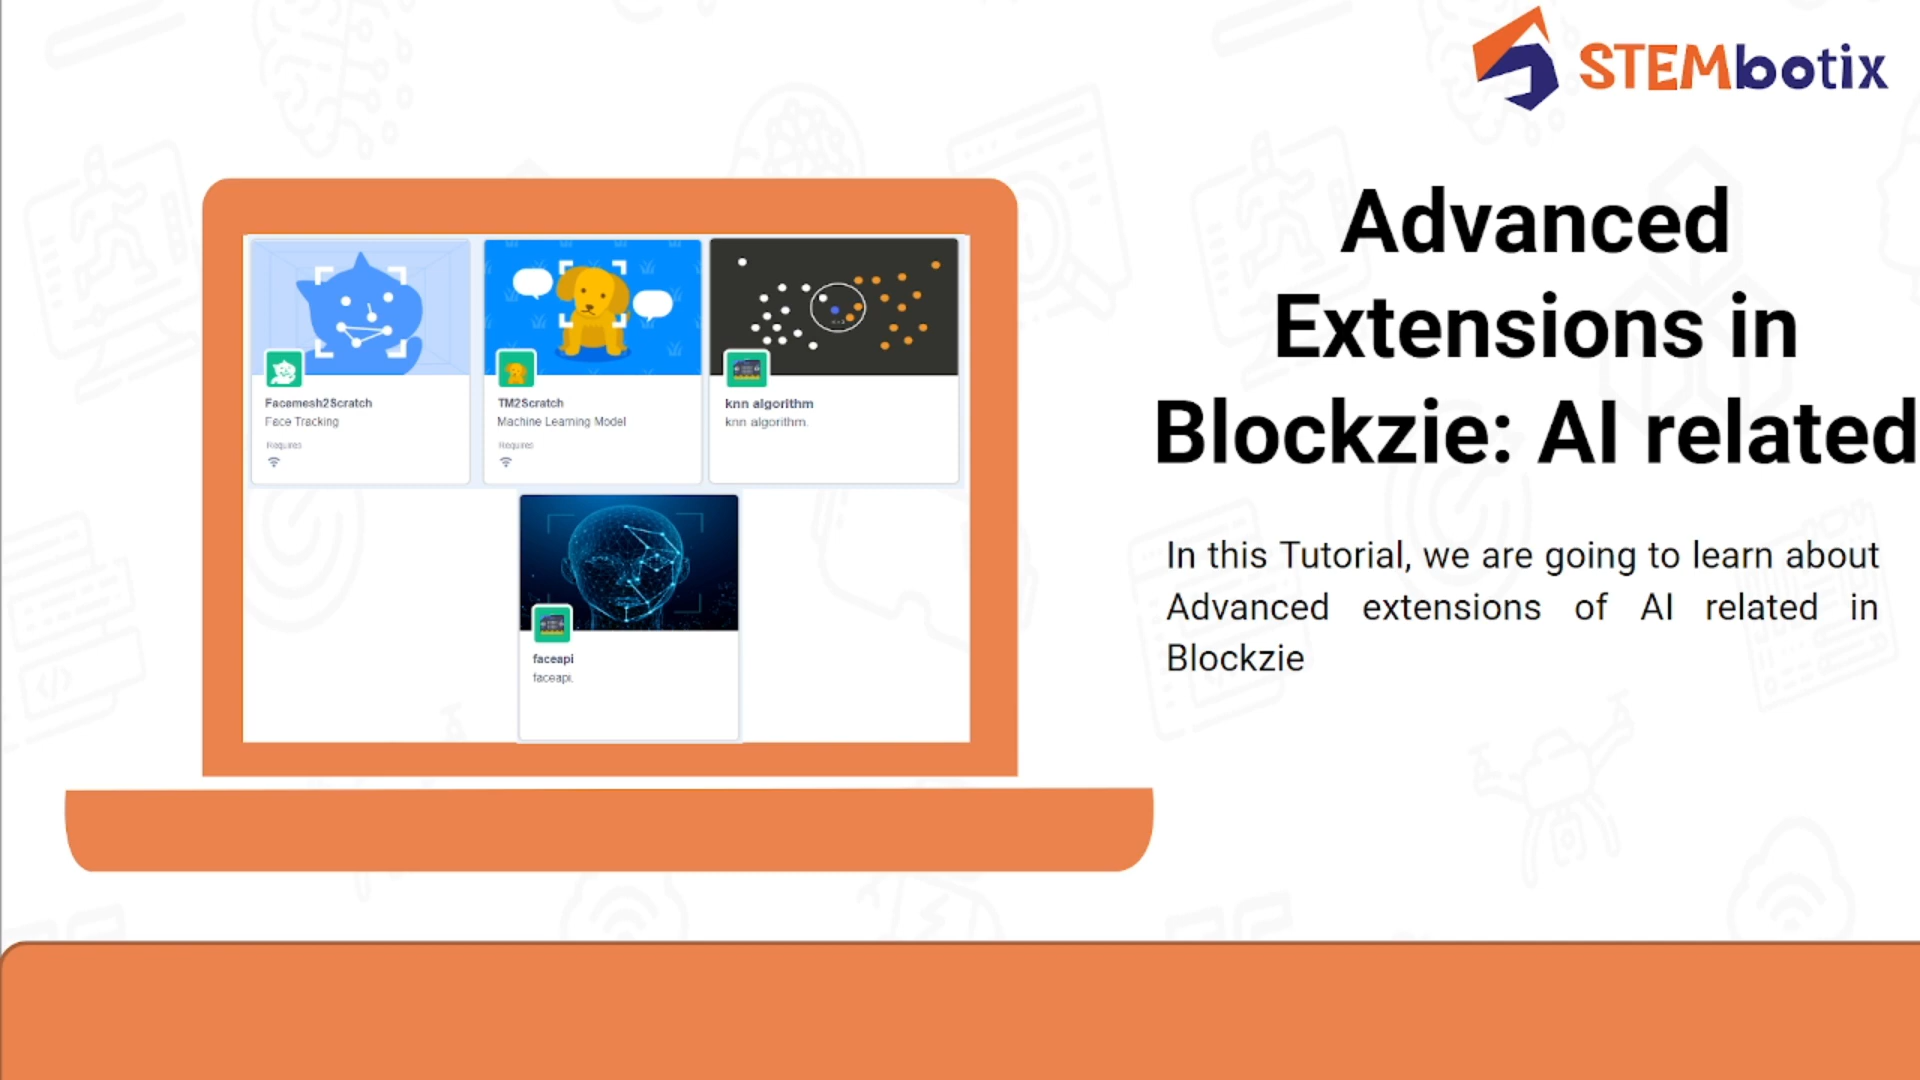 STEMbotix
Advanced
Extensions in
Blockzie: AI related
In this Tutorial, we are going to learn about
Advanced extensions of AI related in
Blockzie
Facemesh2Scratch
Face Tracking
Requires
TM2Scratch
Machine Learning Model
Requires
knn algorithm
knn algorithm.
faceapi
faceapi.